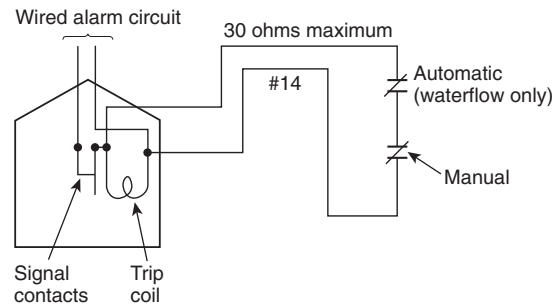 Wired alarm circuit
30 ohms maximum
#14
Automatic
(waterflow only)
Manual
Signal
contacts
Trip
coil